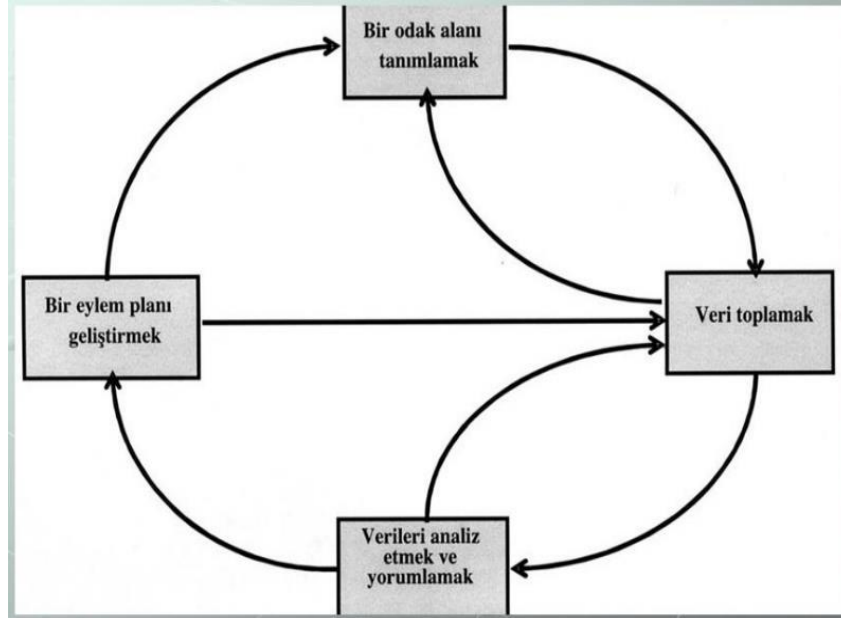 Bir odak alanı
tanımlamak
Bir eylem planı
geliştirmek
Veri toplamak
Verileri analiz
etmek ve
yorumlamak